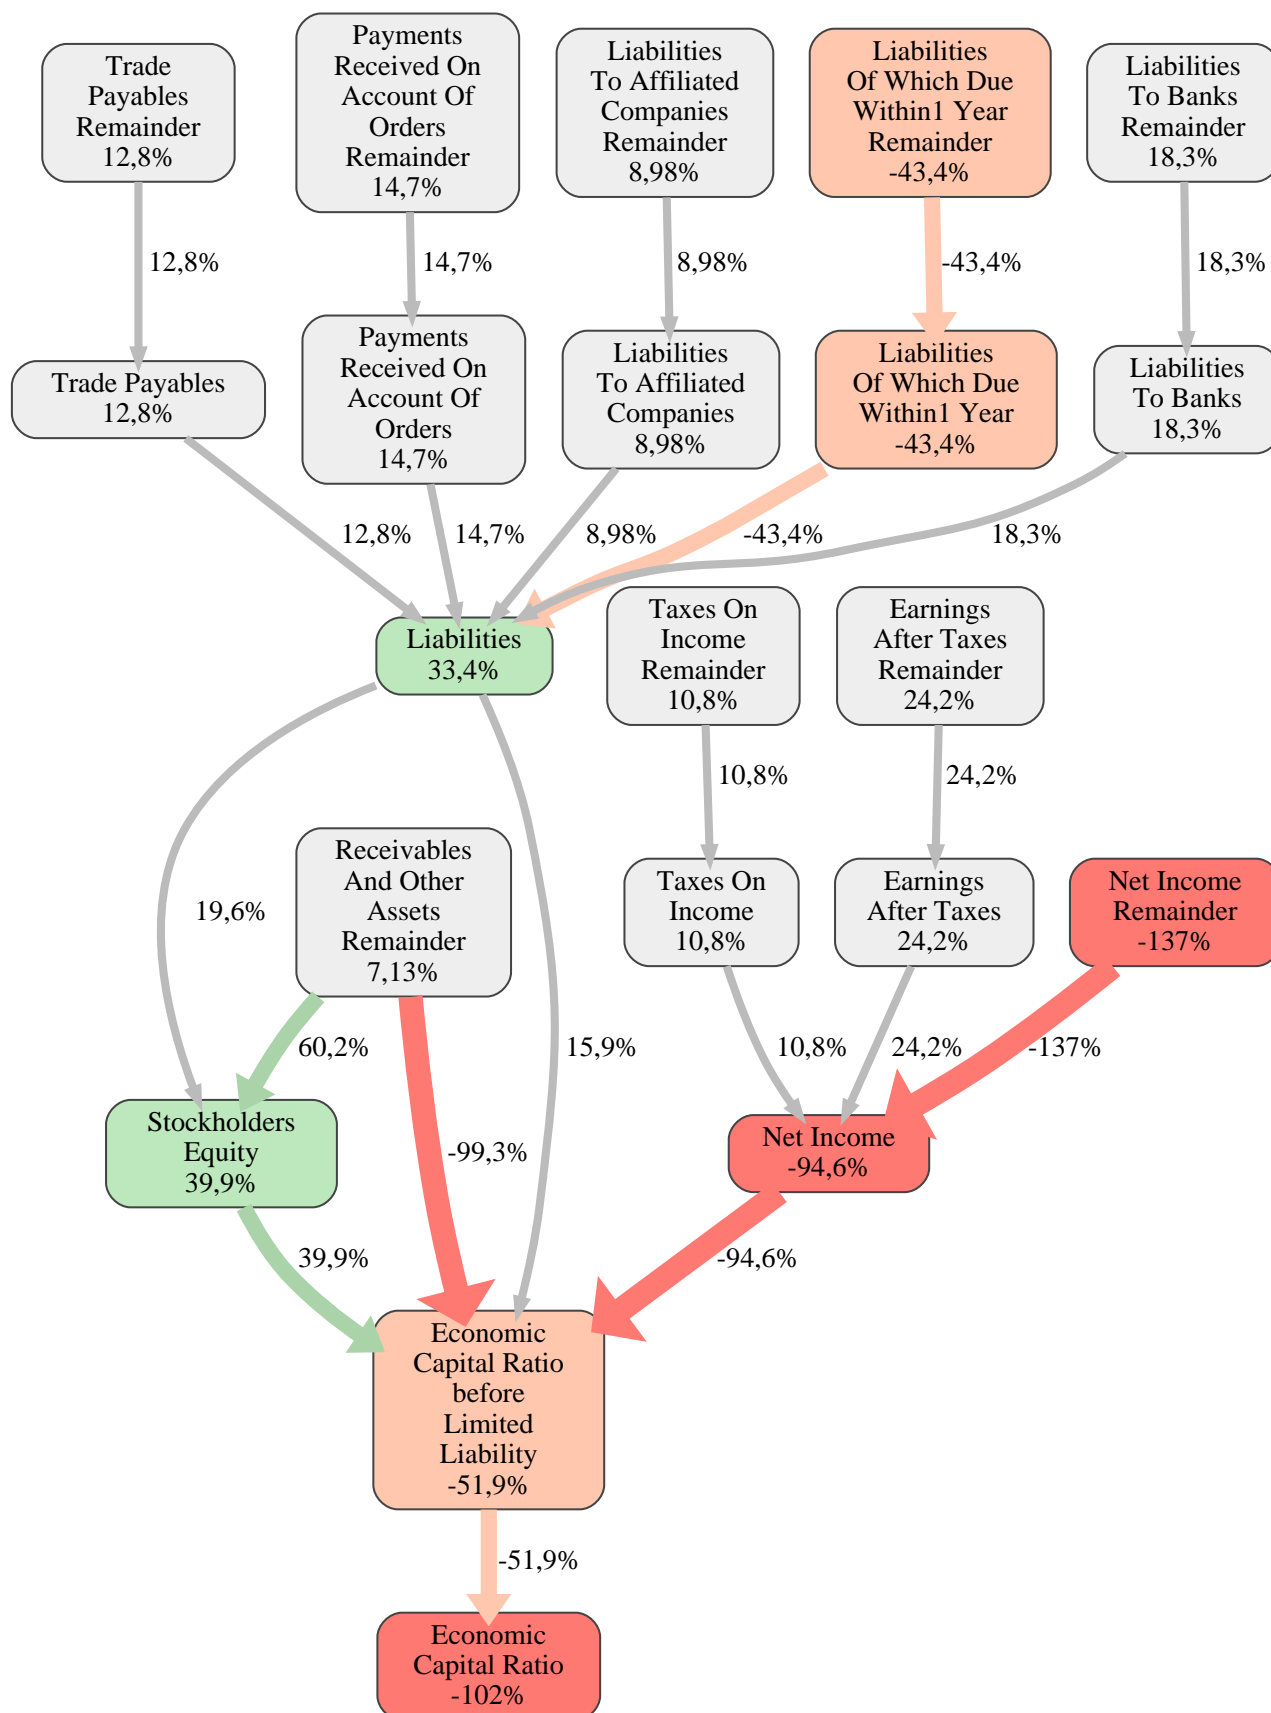 Trade
Payables
Remainder
12,8%
Payments
Received On
Account Of
Orders
Remainder
14,7%
Liabilities
To Affiliated
Companies
Remainder
8,98%
Liabilities
Of Which Due
Within1 Year
Remainder
-43,4%
Liabilities
To Banks
Remainder
18,3%
12,8%
14,7%
8,98%
-43,4%
18,3%
Trade Payables
12,8%
Payments
Received On
Account Of
Orders
14,7%
Liabilities
To Affiliated
Companies
8,98%
Liabilities
Of Which Due
Within1 Year
-43,4%
Liabilities
To Banks
18,3%
12,8%
14,7%
8,98%
-43,4%
18,3%
Liabilities
33,4%
Taxes On
Income
Remainder
10,8%
Earnings
After Taxes
Remainder
24,2%
10,8%
24,2%
Receivables
And Other
Assets
Remainder
7,13%
Taxes On
Income
10,8%
Earnings
After Taxes
24,2%
Net Income
Remainder
-137%
19,6%
60,2%
15,9%
10,8%
24,2%
-137%
Stockholders
Equity
39,9%
-99,3%
Net Income
-94,6%
39,9%
-94,6%
Economic
Capital Ratio
before
Limited
Liability
-51,9%
-51,9%
Economic
Capital Ratio
-102%